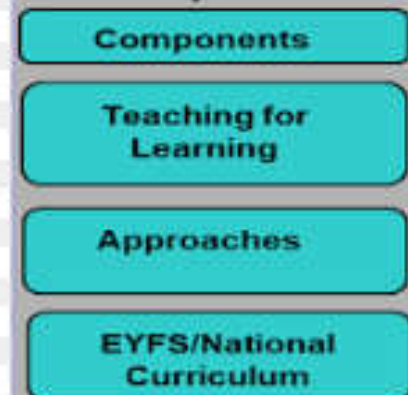 Components
Teaching for
Learning
Approaches
EYFS/National
Curriculum